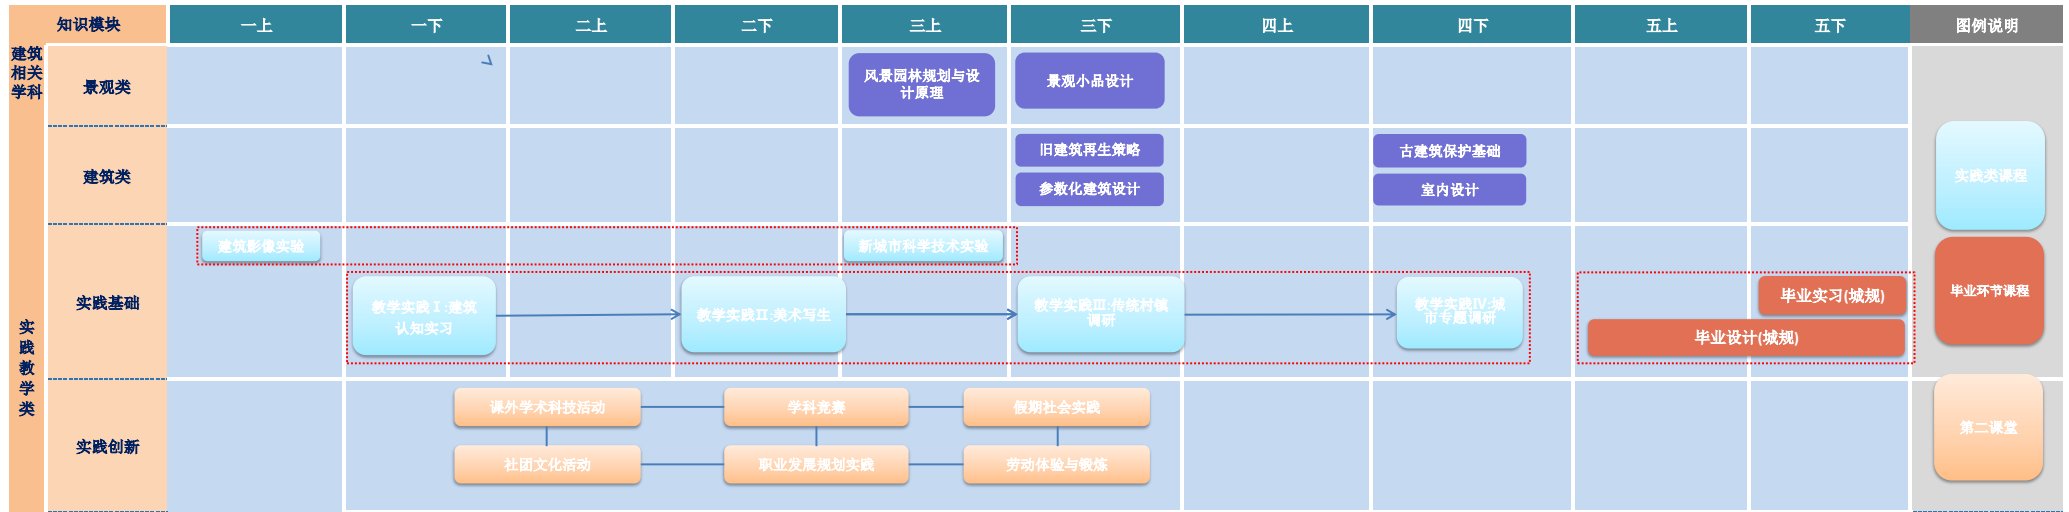 知识模块
一上
一下
二上
二下
三上
三下
四上
四下
五上
五下
图例说明
建筑
相关
学科
景观类
风景园林规划与设
计原理
景观小品设计
建筑类
旧建筑再生策略
参数化建筑设计
古建筑保护基础
室内设计
实践类课程
实
践
教
学
类
实践基础
建筑影像实验
新城市科学技术实验
教学实践Ⅰ:建筑
认知实习
教学实践Ⅱ:美术写生
教学实践Ⅲ:传统村镇
调研
教学实践Ⅳ:城
市专题调研
毕业实习(城规)
毕业设计(城规)
毕业环节课程
实践创新
课外学术科技活动
学科竞赛
假期社会实践
社团文化活动
职业发展规划实践
劳动体验与锻炼
第二课堂